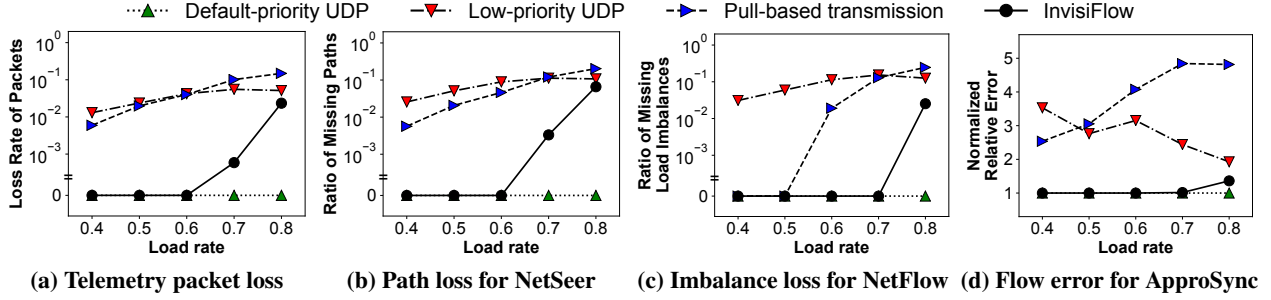 Default-priority UDP Low-priority UDP Pull-based transmission InvisiFlow
Loss Rate of Packets
10^0
10^-1
10^-2
10^-3
0
0.4 0.5 0.6 0.7 0.8
Load rate
(a) Telemetry packet loss
Ratio of Missing Paths
10^0
10^-1
10^-2
10^-3
0
0.4 0.5 0.6 0.7 0.8
Load rate
(b) Path loss for NetSeer
Ratio of Missing
Load Imbalances
10^0
10^-1
10^-2
10^-3
0
0.4 0.5 0.6 0.7 0.8
Load rate
(c) Imbalance loss for NetFlow
Normalized
Relative Error
5
4
3
2
1
0.4 0.5 0.6 0.7 0.8
Load rate
(d) Flow error for ApproSync